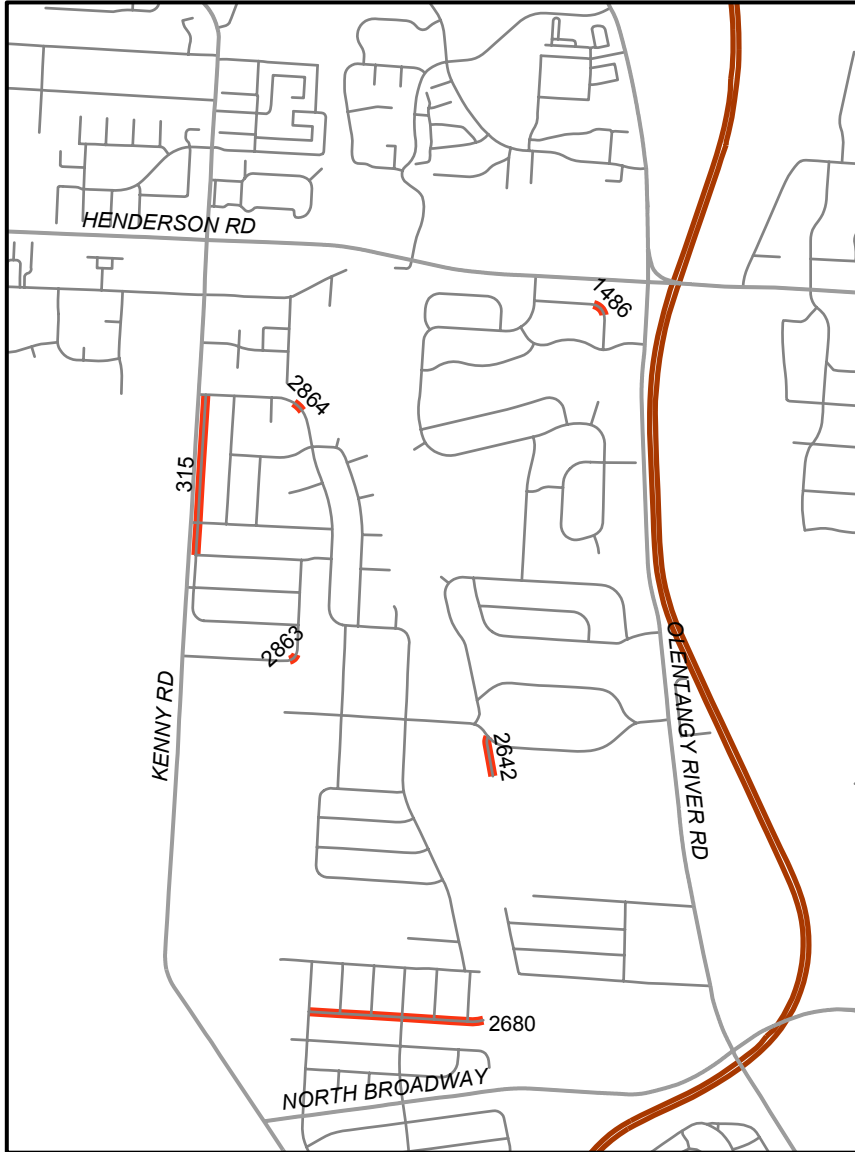 HENDERSON RD
1486
2864
315
2863
OLENTANGY RIVER RD
KENNY RD
2642
2680
NORTH BROADWAY